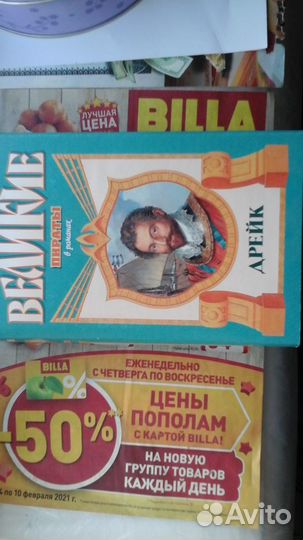 ЛУЧШАЯ
ЦЕНА
BILLA
ВЕЛИКИЕ
ПИРАТЫ
в романах
ДРЕЙК
BILLA
%
ЕЖЕНЕДЕЛЬНО
С ЧЕТВЕРГА ПО ВОСКРЕСЕНЬЕ
-50%
ЦЕНЫ
ПОПОЛАМ
С КАРТОЙ BILLA!
НА НОВУЮ
ГРУППУ ТОВАРОВ
КАЖДЫЙ ДЕНЬ
по 10 февраля 2021 г.
Avito